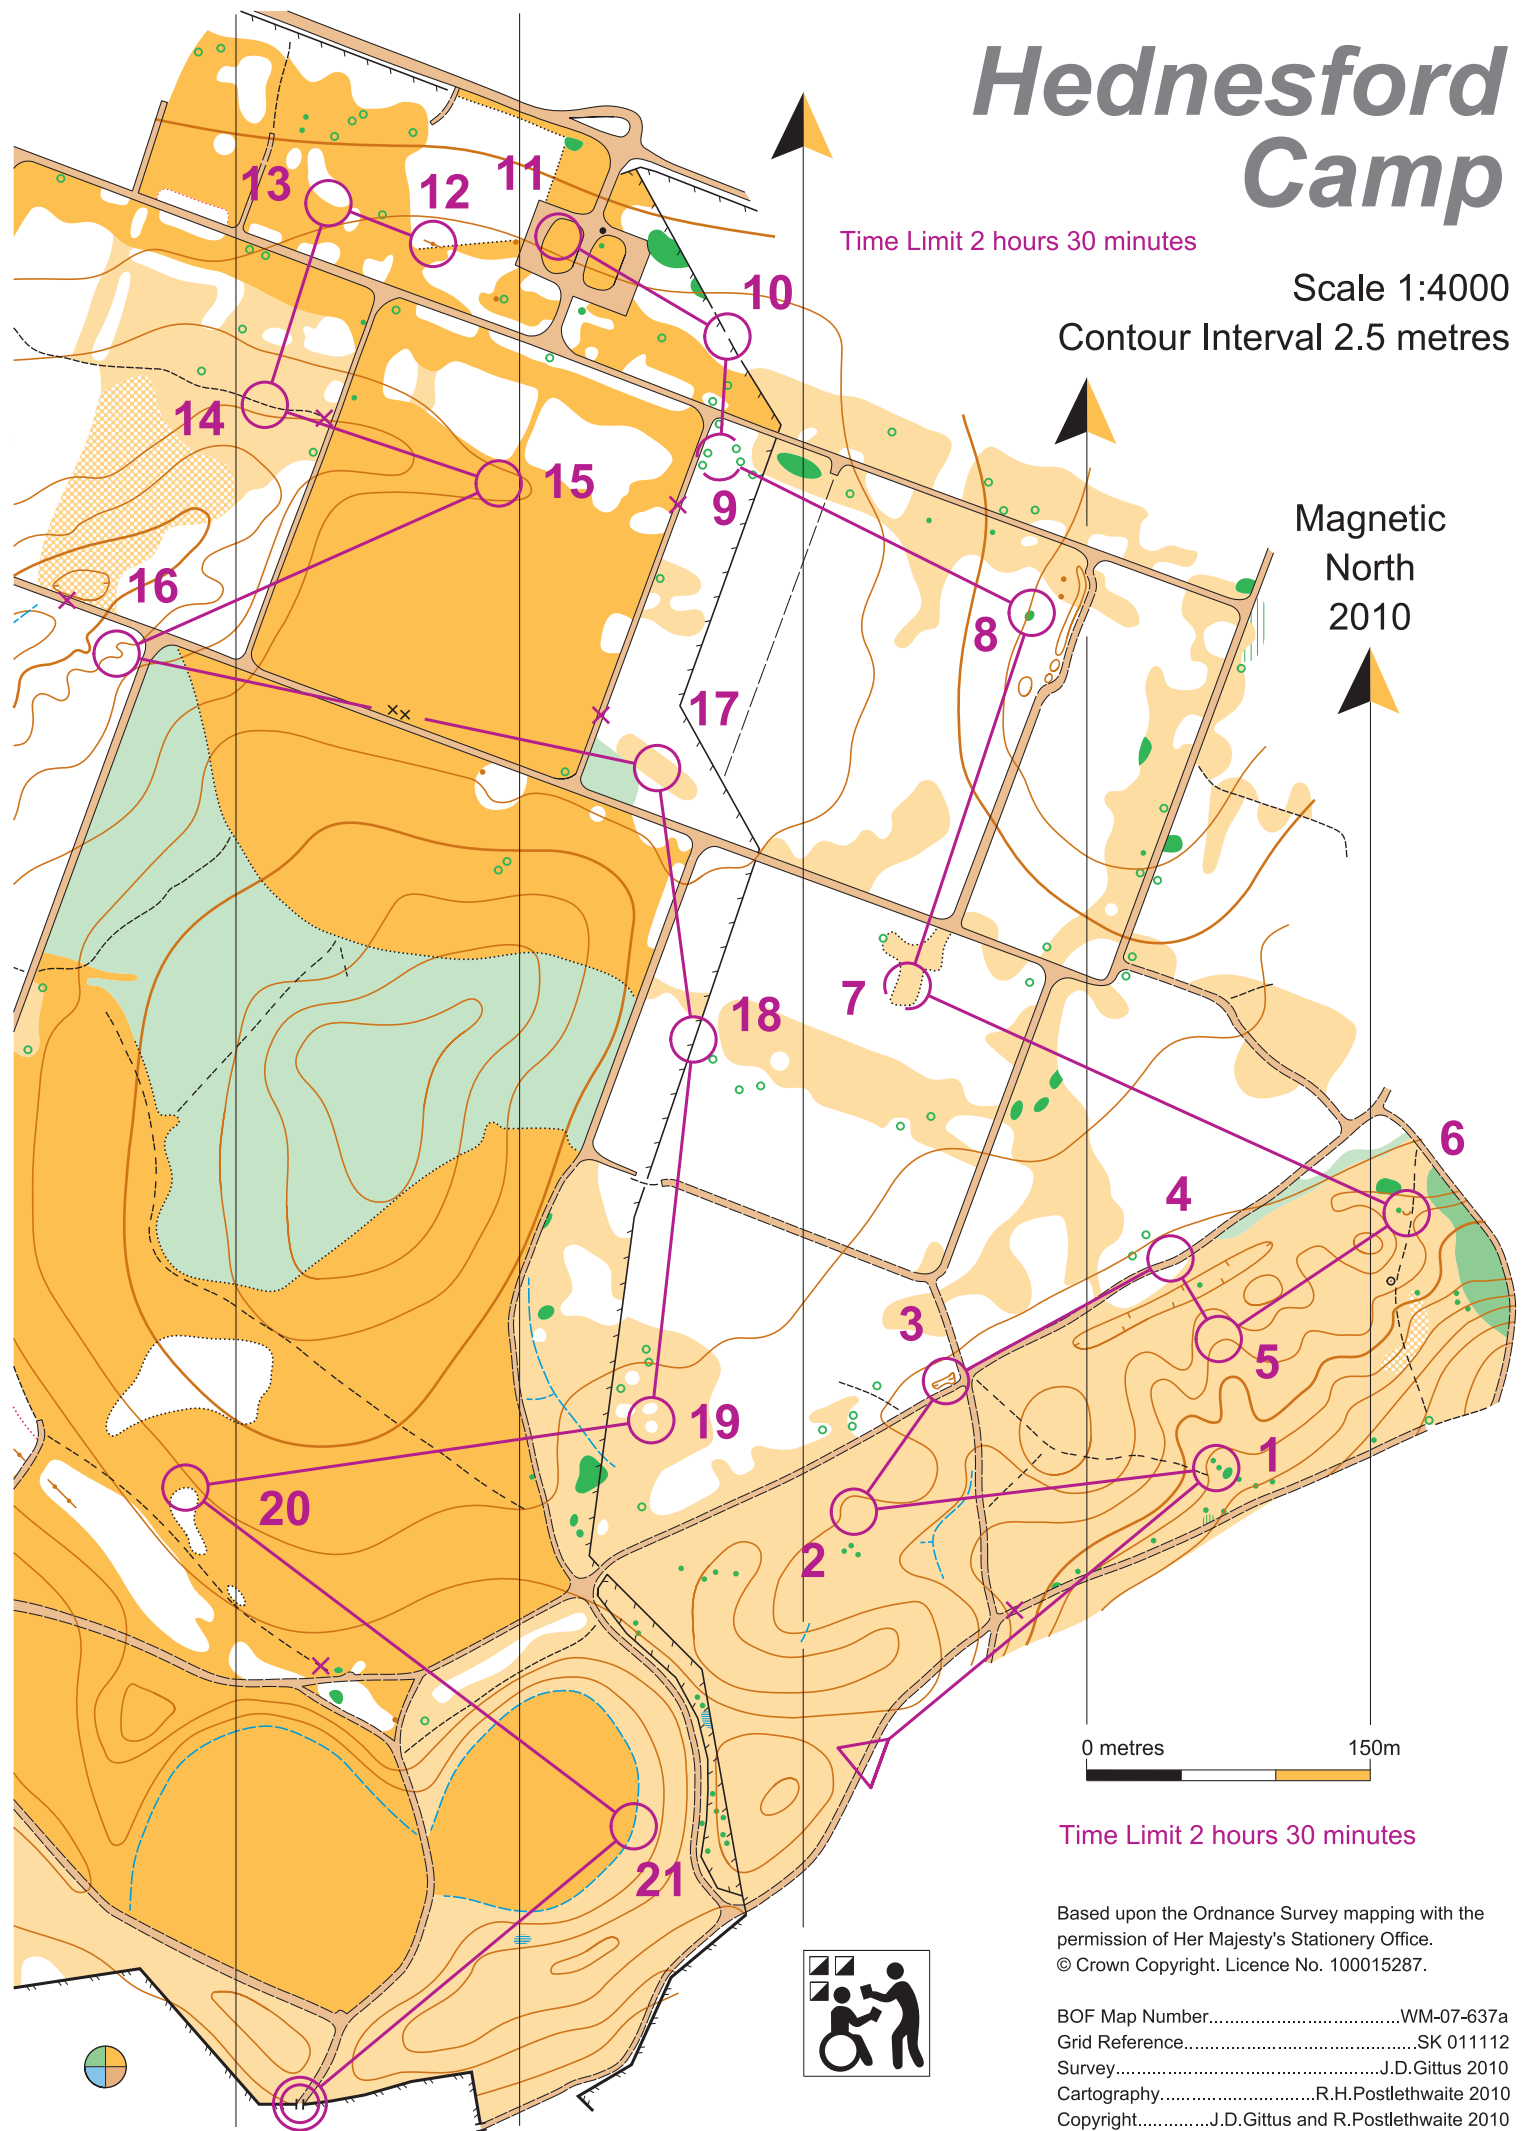 Hednesford
Camp
Time Limit 2 hours 30 minutes
Scale 1:4000
Contour Interval 2.5 metres
Magnetic
North
2010
11
13
12
10
14
15
9
16
8
17
7
18
6
4
3
5
19
1
20
2
21
0 metres 150m
Time Limit 2 hours 30 minutes
Based upon the Ordnance Survey mapping with the
permission of Her Majesty's Stationery Office.
© Crown Copyright. Licence No. 100015287.
BOF Map Number....................................WM-07-637a
Grid Reference............................................SK 011112
Survey..................................................J.D.Gittus 2010
Cartography.............................R.H.Postlethwaite 2010
Copyright.............J.D.Gittus and R.Postlethwaite 2010